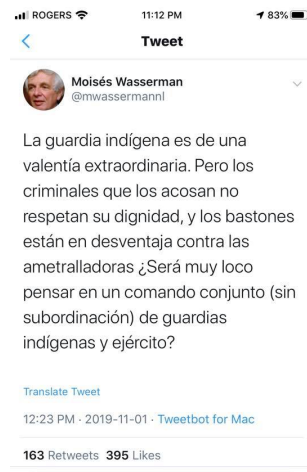 ROGERS 11:12 PM 83%
Tweet
Moisés Wasserman
@mwassermannl
La guardia indígena es de una
valentía extraordinaria. Pero los
criminales que los acosan no
respetan su dignidad, y los bastones
están en desventaja contra las
ametralladoras ¿Será muy loco
pensar en un comando conjunto (sin
subordinación) de guardias
indígenas y ejército?
Translate Tweet
12:23 PM · 2019-11-01 · Tweetbot for Mac
163 Retweets 395 Likes